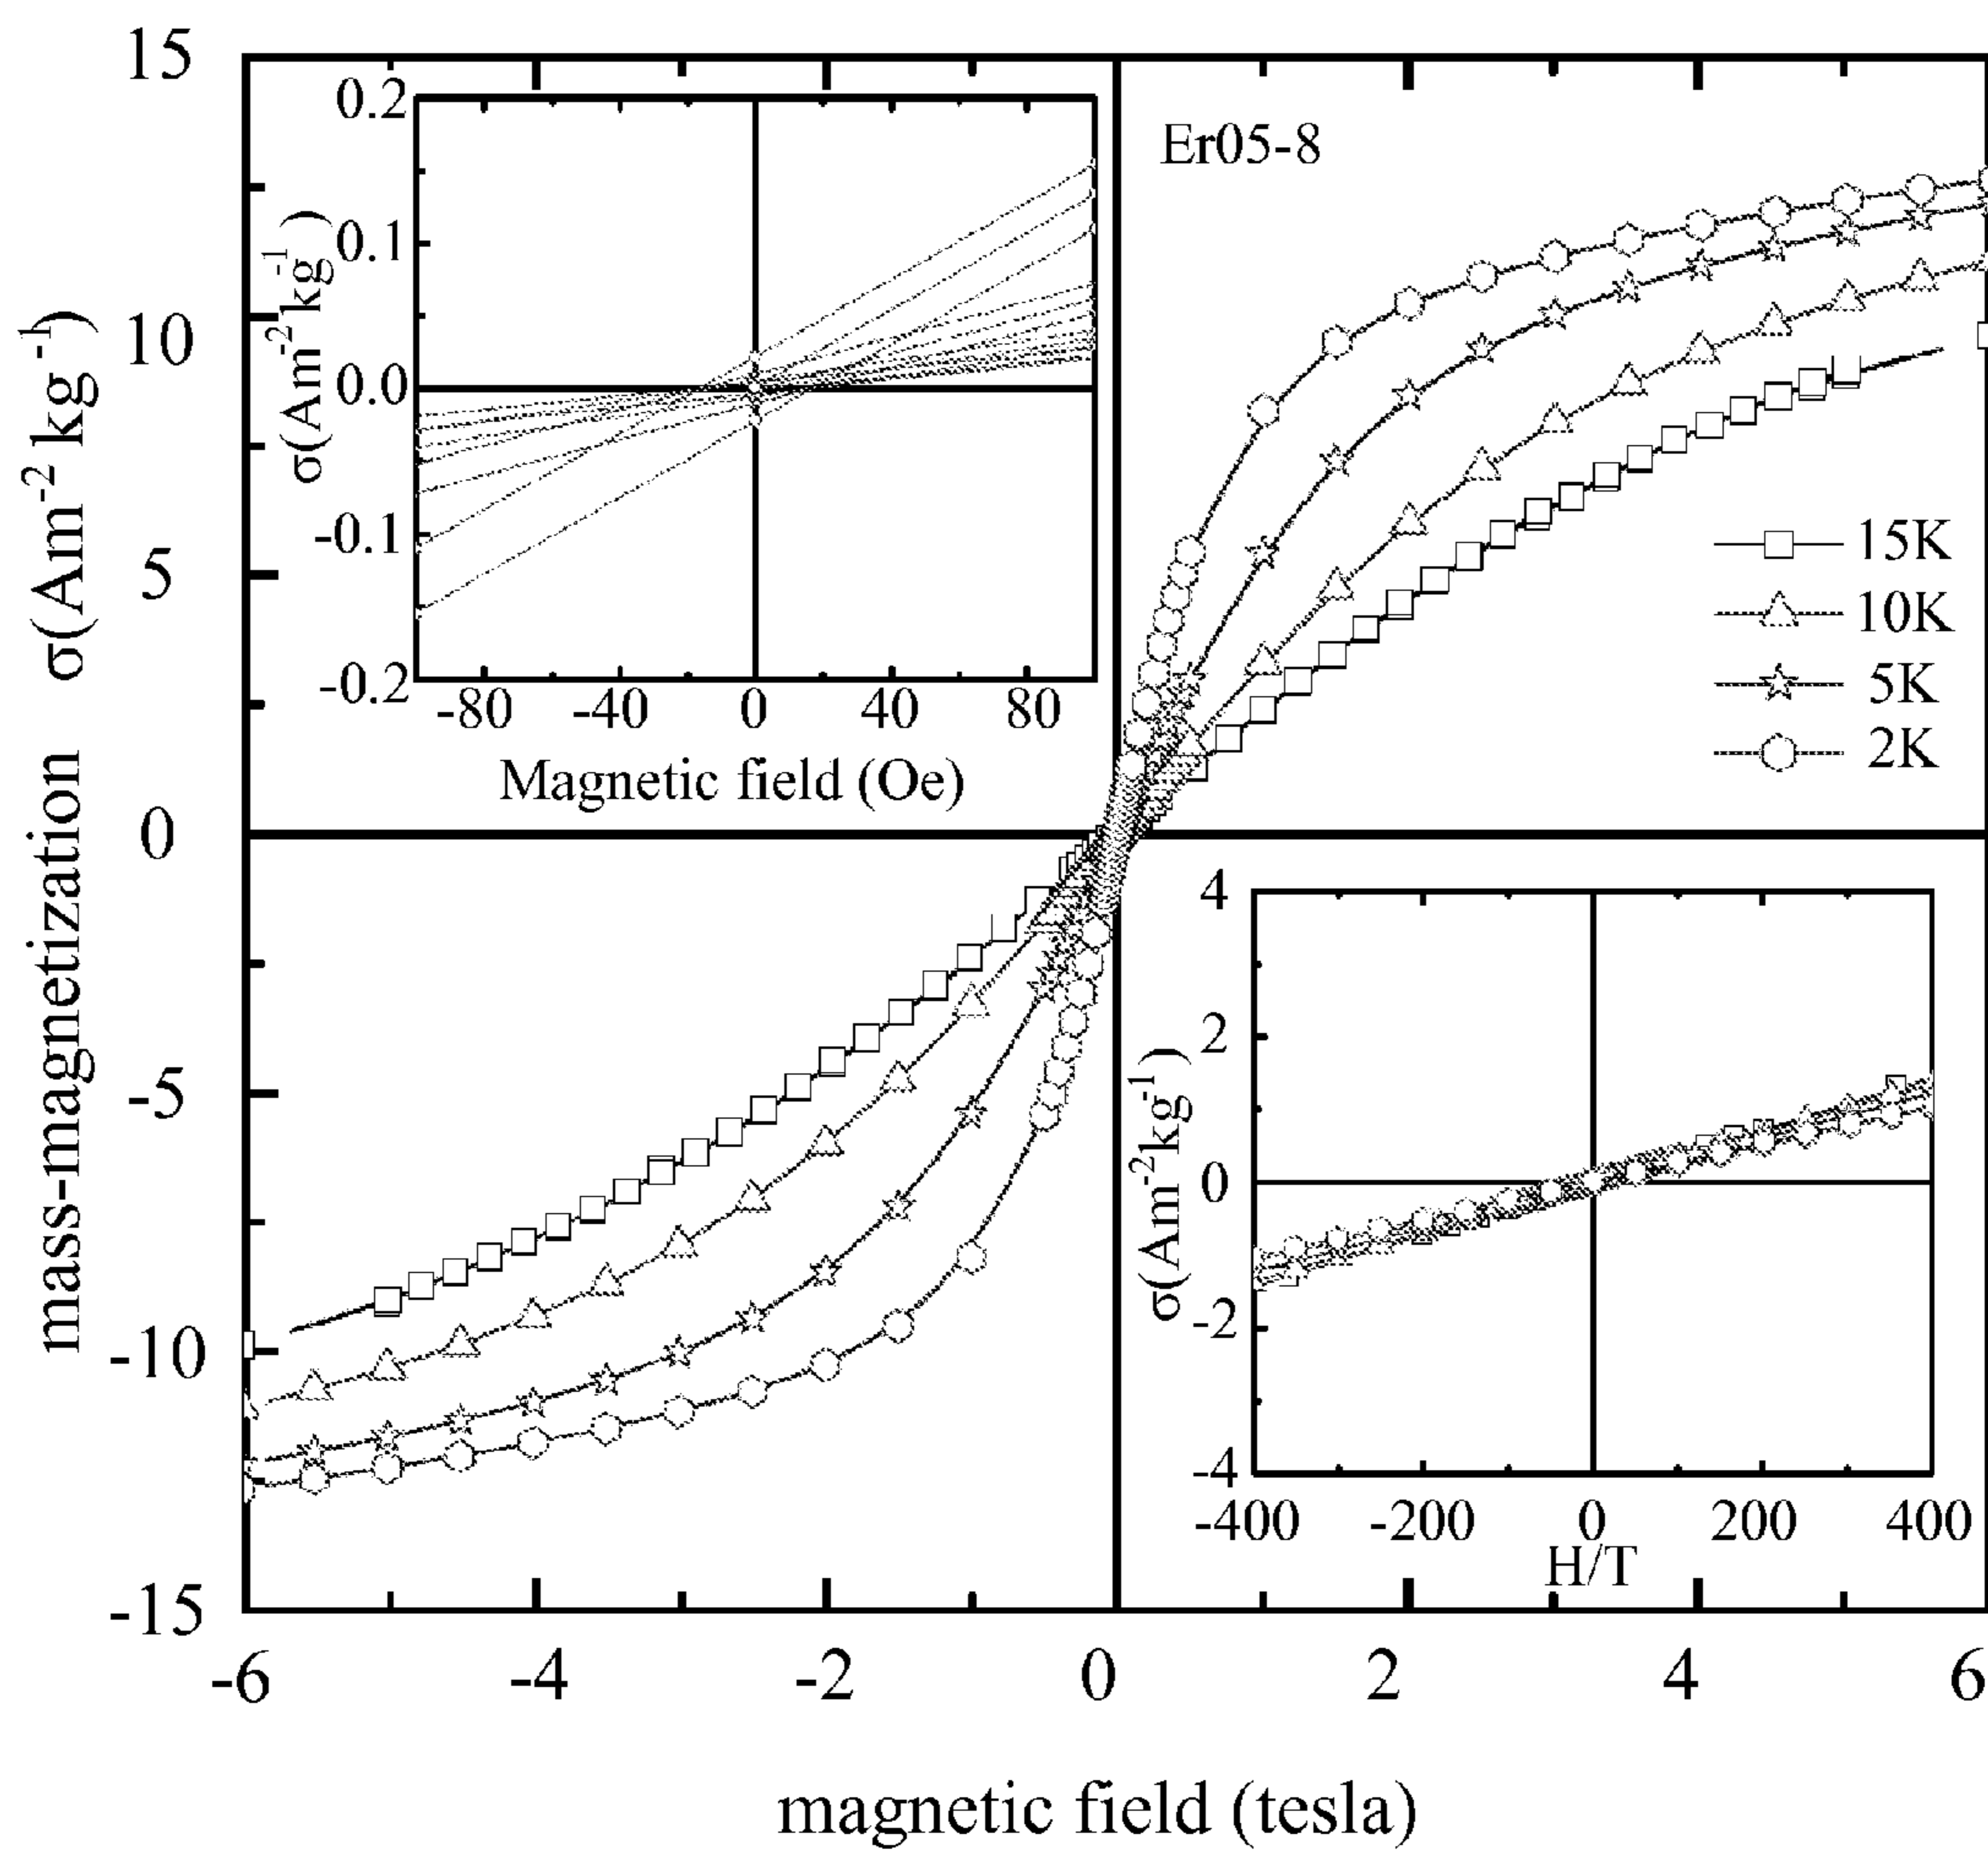 15
10
5
0
-5
-10
-15
mass-magnetization σ(Am⁻² kg⁻¹)
-6 -4 -2 0 2 4 6
magnetic field (tesla)
0.2
0.1
0.0
-0.1
-0.2
σ(Am⁻² kg⁻¹)
-80 -40 0 40 80
Magnetic field (Oe)
Er05-8
15K
10K
5K
2K
4
2
0
-2
-4
σ(Am⁻²kg⁻¹)
-400 -200 0 200 400
H/T